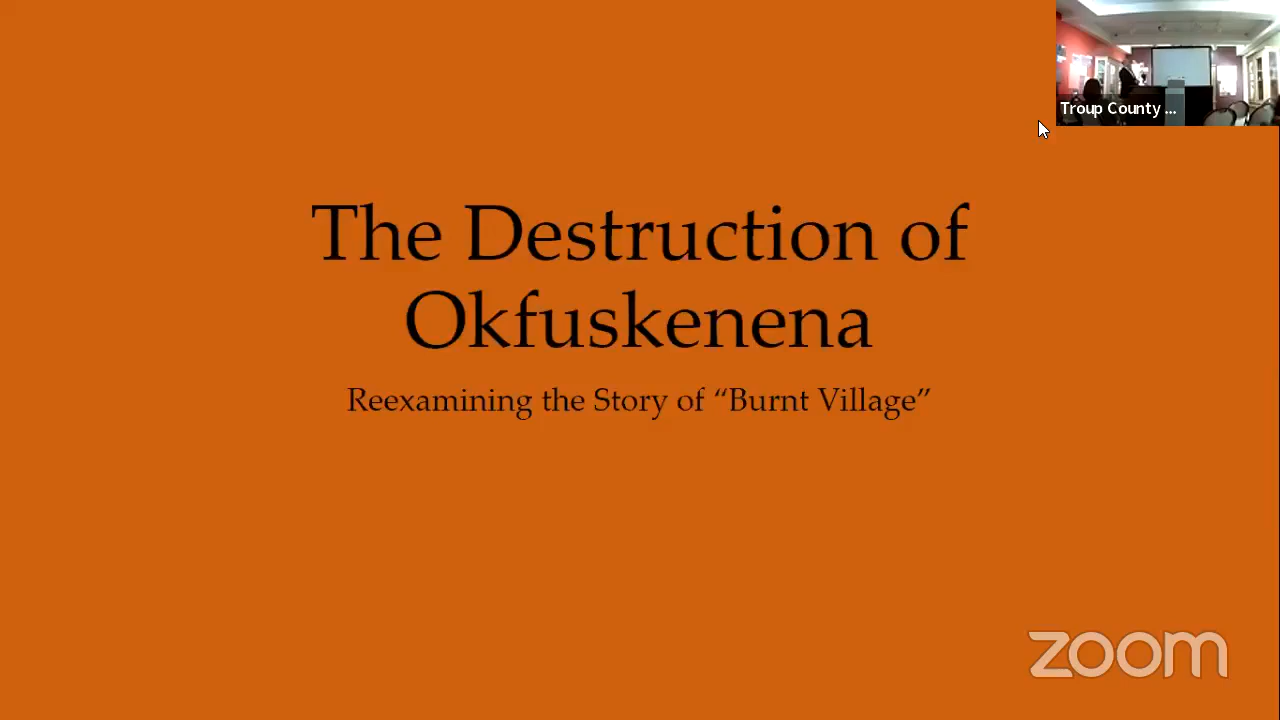 Troup County ...
The Destruction of
Okfuskenena
Reexamining the Story of “Burnt Village”
zoom